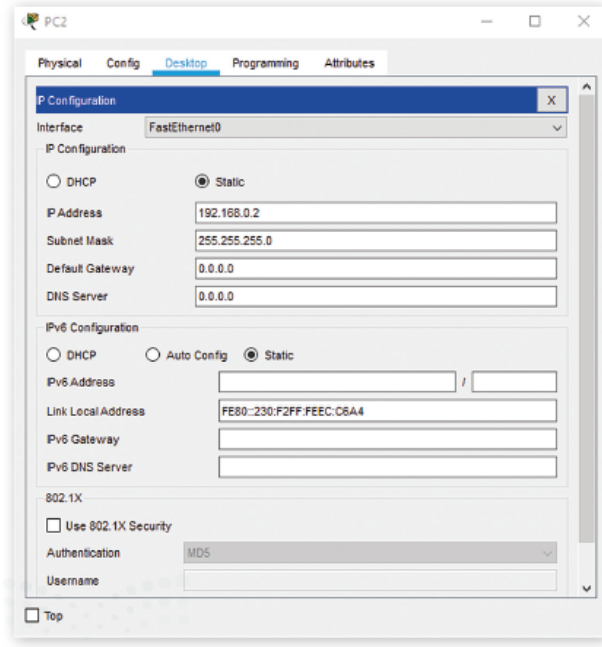 PC2
Physical Config Desktop Programming Attributes
IP Configuration X
Interface FastEthernet0
IP Configuration
DHCP Static
IP Address 192.168.0.2
Subnet Mask 255.255.255.0
Default Gateway 0.0.0.0
DNS Server 0.0.0.0
IPv6 Configuration
DHCP Auto Config Static
IPv6 Address /
Link Local Address FE80::230:F2FF:FEEC:C6A4
IPv6 Gateway
IPv6 DNS Server
802.1X
Use 802.1X Security
Authentication MD5
Username
Top